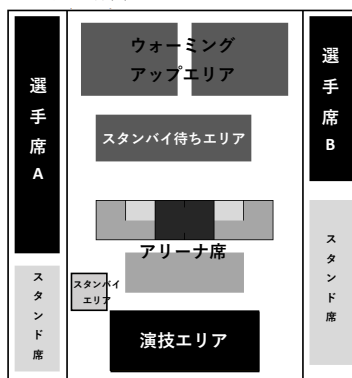 ウォーミング
アップエリア
選手席A
選手席B
スタンバイ待ちエリア
アリーナ席
スタンド席
スタンド席
スタンバイ
エリア
演技エリア